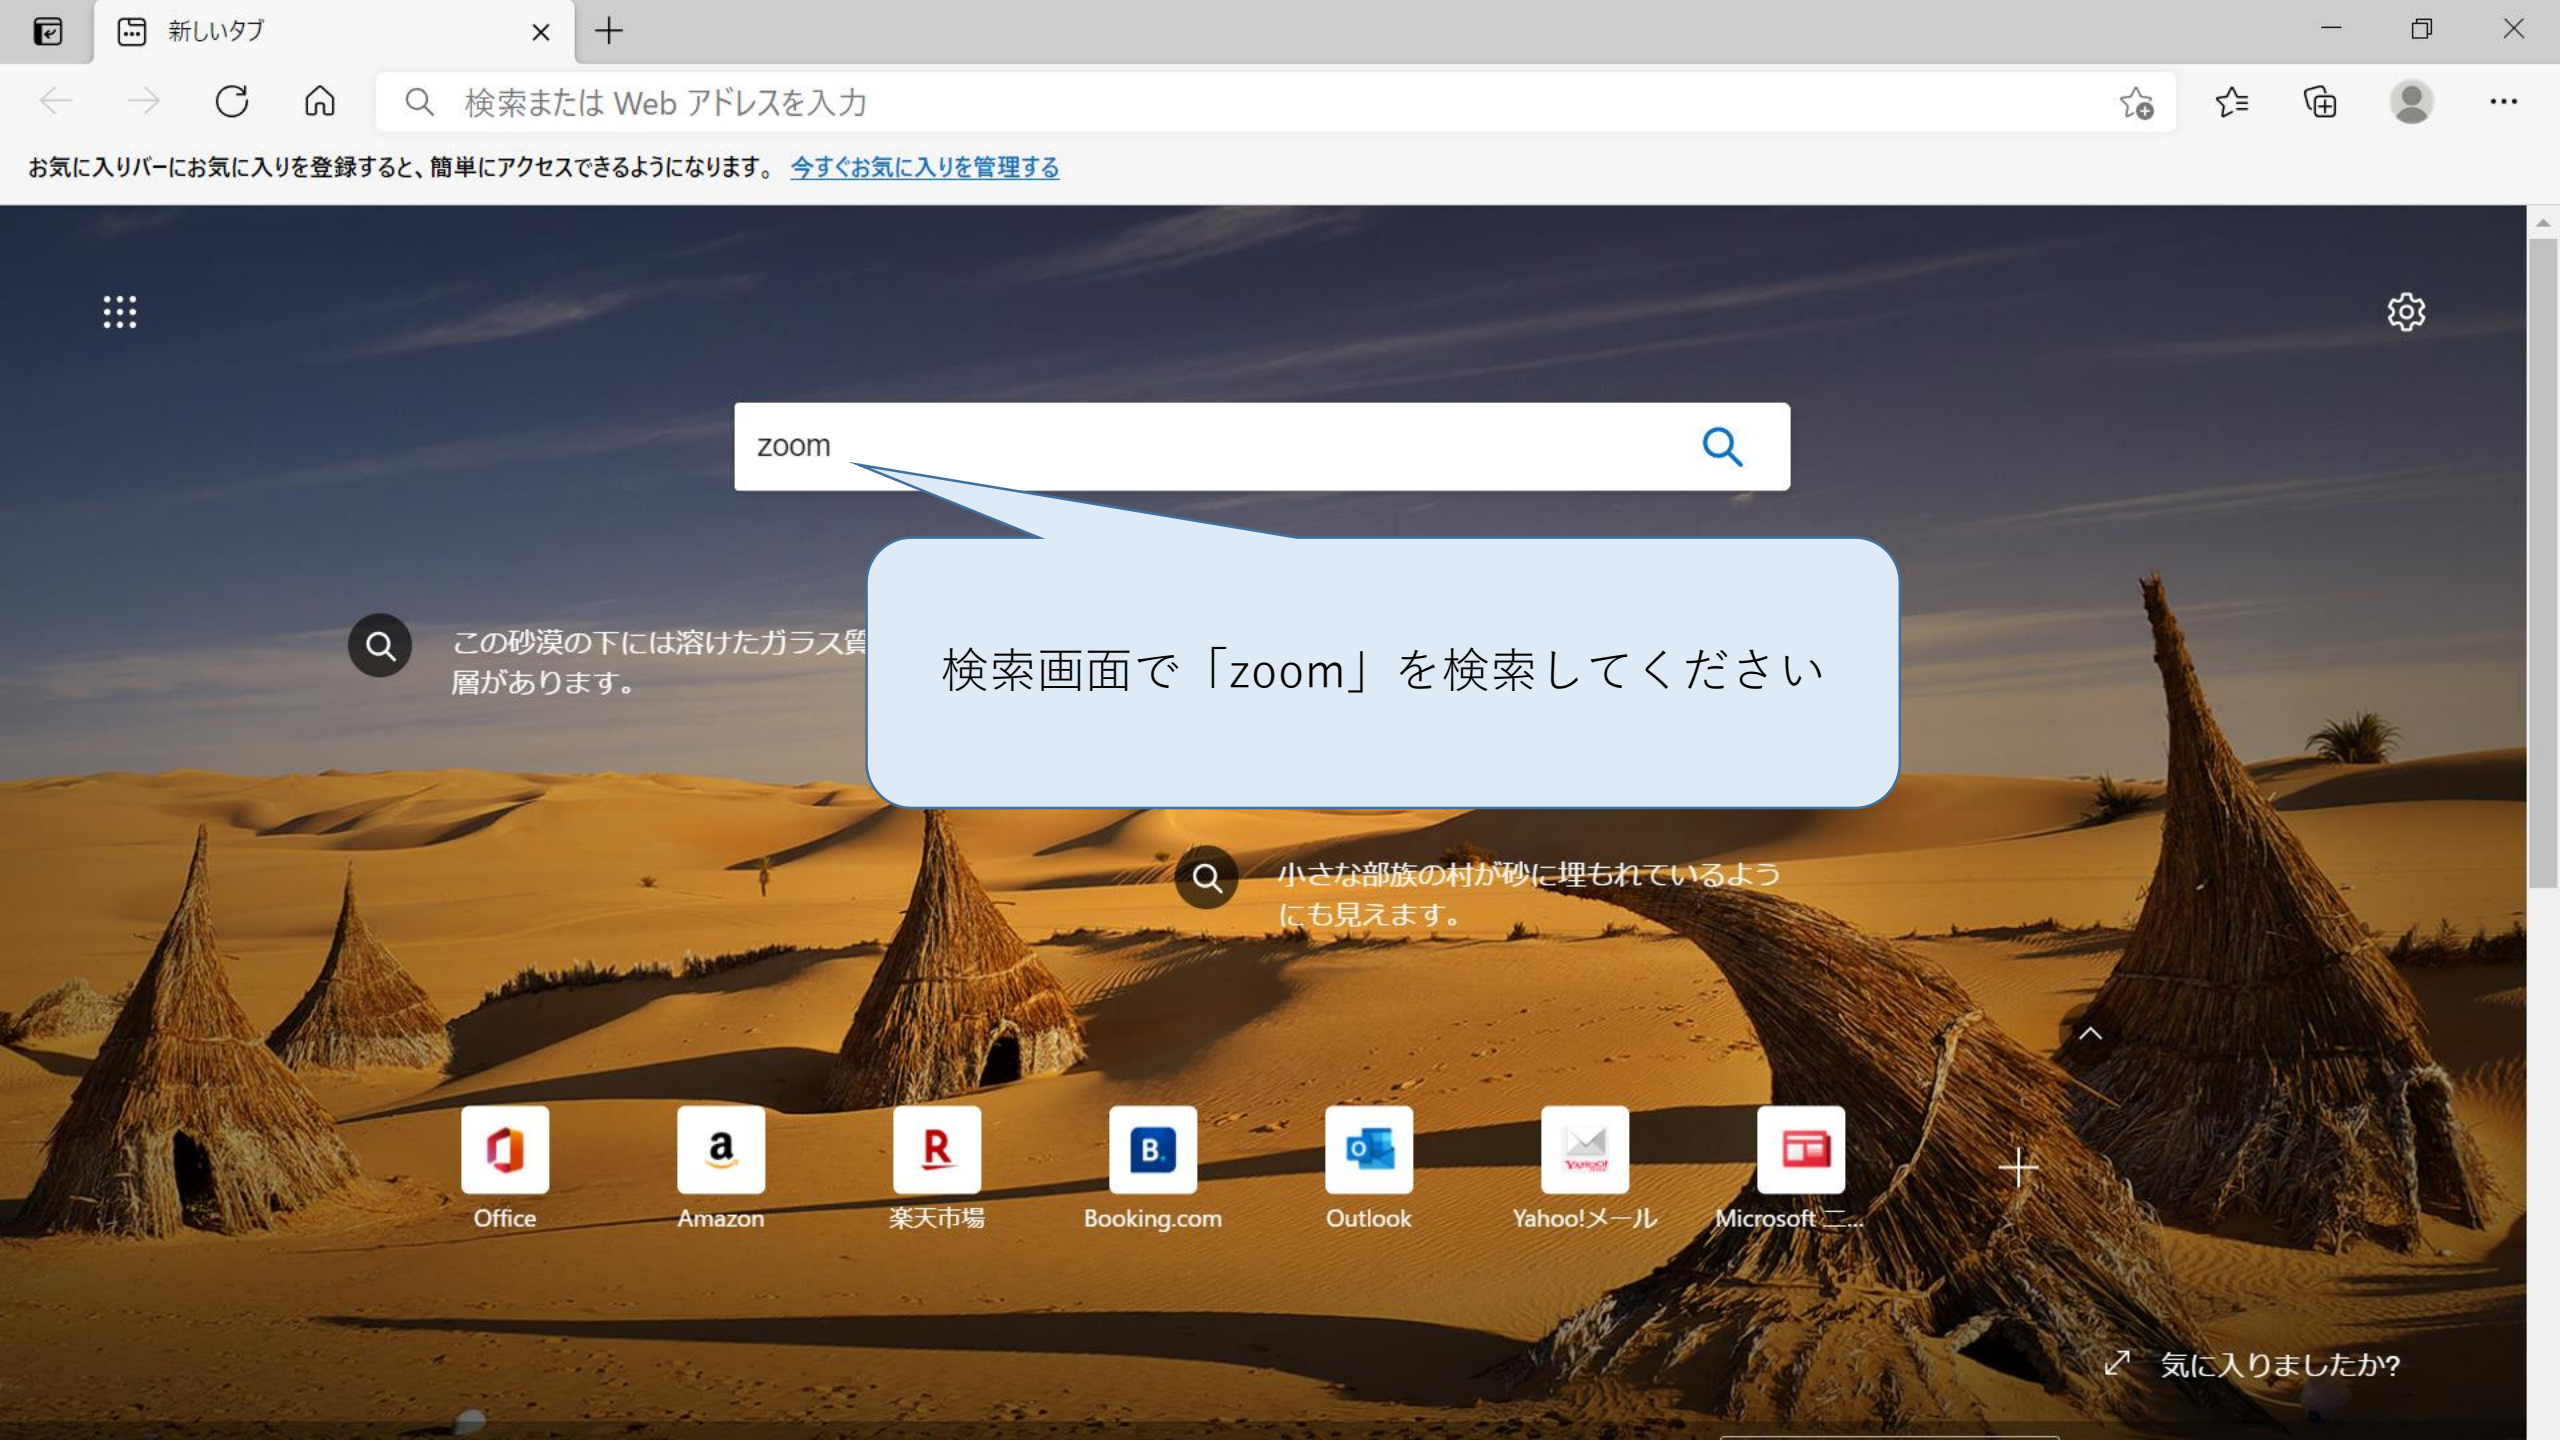 新しいタブ
検索または Web アドレスを入力
お気に入りバーにお気に入りを登録すると、簡単にアクセスできるようになります。 今すぐお気に入りを管理する
zoom
検索画面で「zoom」を検索してください
この砂漠の下には溶けたガラス質
層があります。
小さな部族の村が砂に埋もれているよう
にも見えます。
Office
Amazon
楽天市場
Booking.com
Outlook
Yahoo!メール
Microsoft ニ...
気に入りましたか?